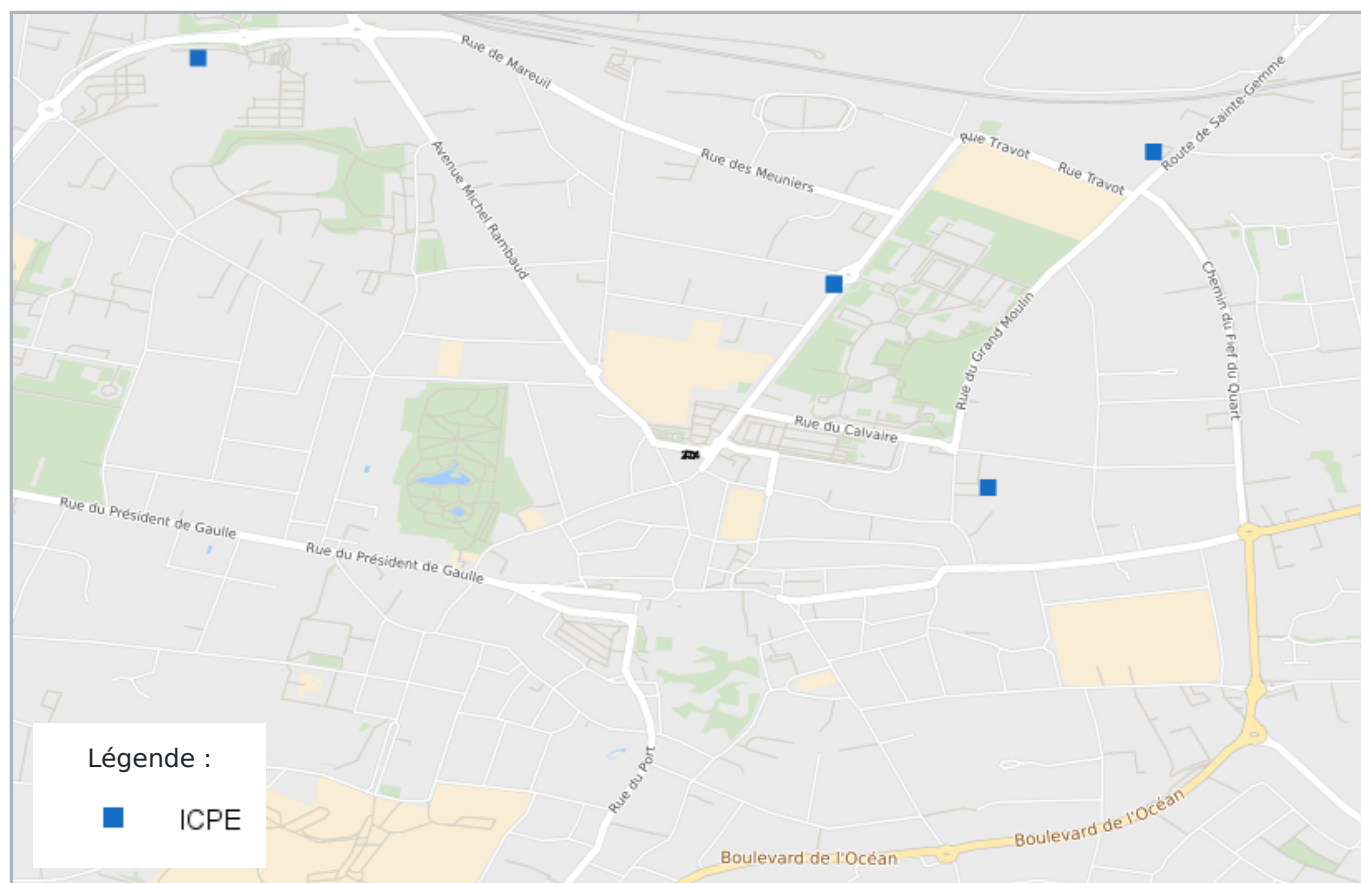 Rue de Mareuil
Route de Sainte-Gemme
Rue Travot
Rue Travot
Avenue Michel Rambaud
Rue des Meuniers
Chemin du Fief du Quart
Rue du Grand Moulin
Rue du Calvaire
Rue du Président de Gaulle
Rue du Président de Gaulle
Rue du Port
Légende :
ICPE
Boulevard de l'Océan
Boulevard de l'Océan